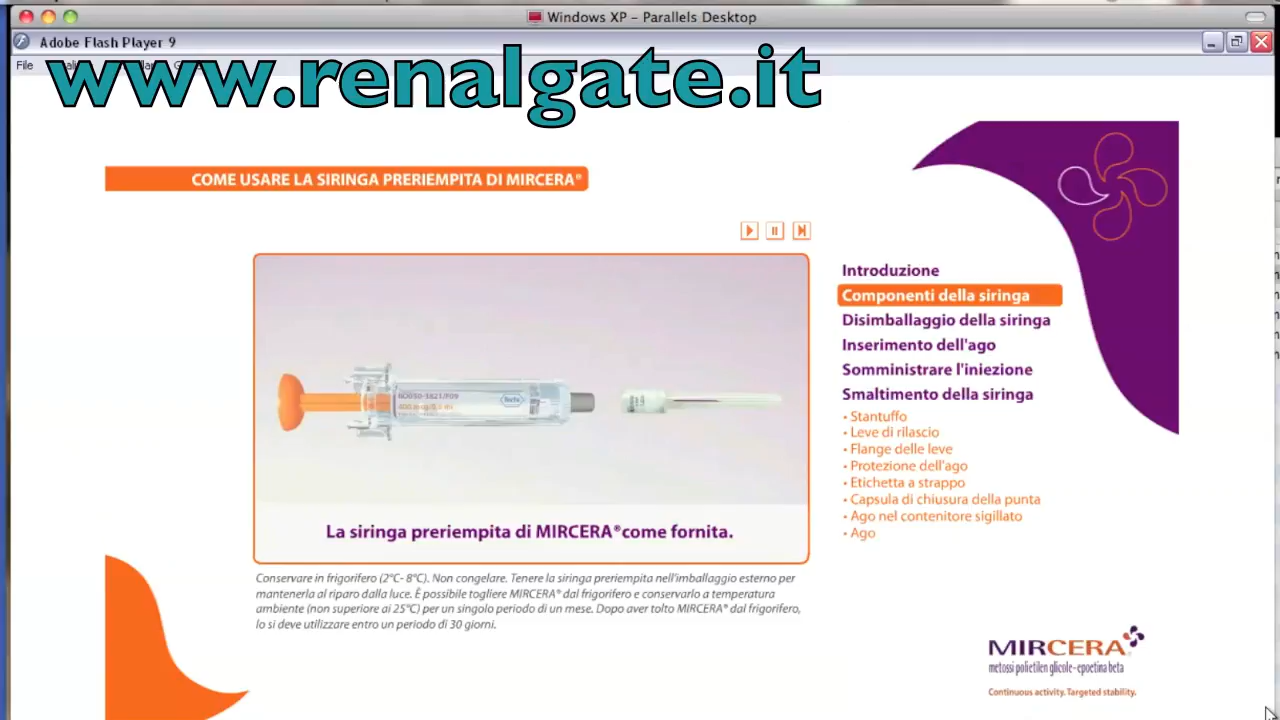 Windows XP – Parallels Desktop
Adobe Flash Player 9
File
www.renalgate.it
COME USARE LA SIRINGA PRERIEMPITA DI MIRCERA®
Introduzione
Componenti della siringa
Disimballaggio della siringa
Inserimento dell'ago
Somministrare l'iniezione
Smaltimento della siringa
• Stantuffo
• Leve di rilascio
• Flange delle leve
• Protezione dell'ago
• Etichetta a strappo
• Capsula di chiusura della punta
• Ago nel contenitore sigillato
• Ago
Roche
La siringa preriempita di MIRCERA® come fornita.
Conservare in frigorifero (2°C- 8°C). Non congelare. Tenere la siringa preriempita nell'imballaggio esterno per
mantenerla al riparo dalla luce. È possibile togliere MIRCERA® dal frigorifero e conservarlo a temperatura
ambiente (non superiore ai 25°C) per un singolo periodo di un mese. Dopo aver tolto MIRCERA® dal frigorifero,
lo si deve utilizzare entro un periodo di 30 giorni.
MIRCERA®
metossi polietilen glicole-epoetina beta
Continuous activity. Targeted stability.